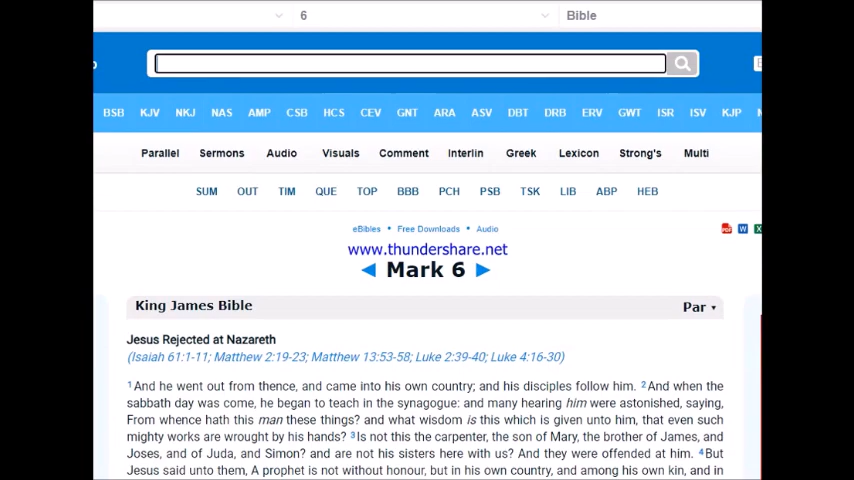 6 Bible
BSB KJV NKJ NAS AMP CSB HCS CEV GNT ARA ASV DBT DRB ERV GWT ISR ISV KJP
Parallel Sermons Audio Visuals Comment Interlin Greek Lexicon Strong's Multi
SUM OUT TIM QUE TOP BBB PCH PSB TSK LIB ABP HEB
eBibles • Free Downloads • Audio
www.thundershare.net
◄ Mark 6 ►
King James Bible Par ▾
Jesus Rejected at Nazareth
(Isaiah 61:1-11; Matthew 2:19-23; Matthew 13:53-58; Luke 2:39-40; Luke 4:16-30)
1And he went out from thence, and came into his own country; and his disciples follow him. 2And when the
sabbath day was come, he began to teach in the synagogue: and many hearing him were astonished, saying,
From whence hath this man these things? and what wisdom is this which is given unto him, that even such
mighty works are wrought by his hands? 3Is not this the carpenter, the son of Mary, the brother of James, and
Joses, and of Juda, and Simon? and are not his sisters here with us? And they were offended at him. 4But
Jesus said unto them, A prophet is not without honour, but in his own country, and among his own kin, and in